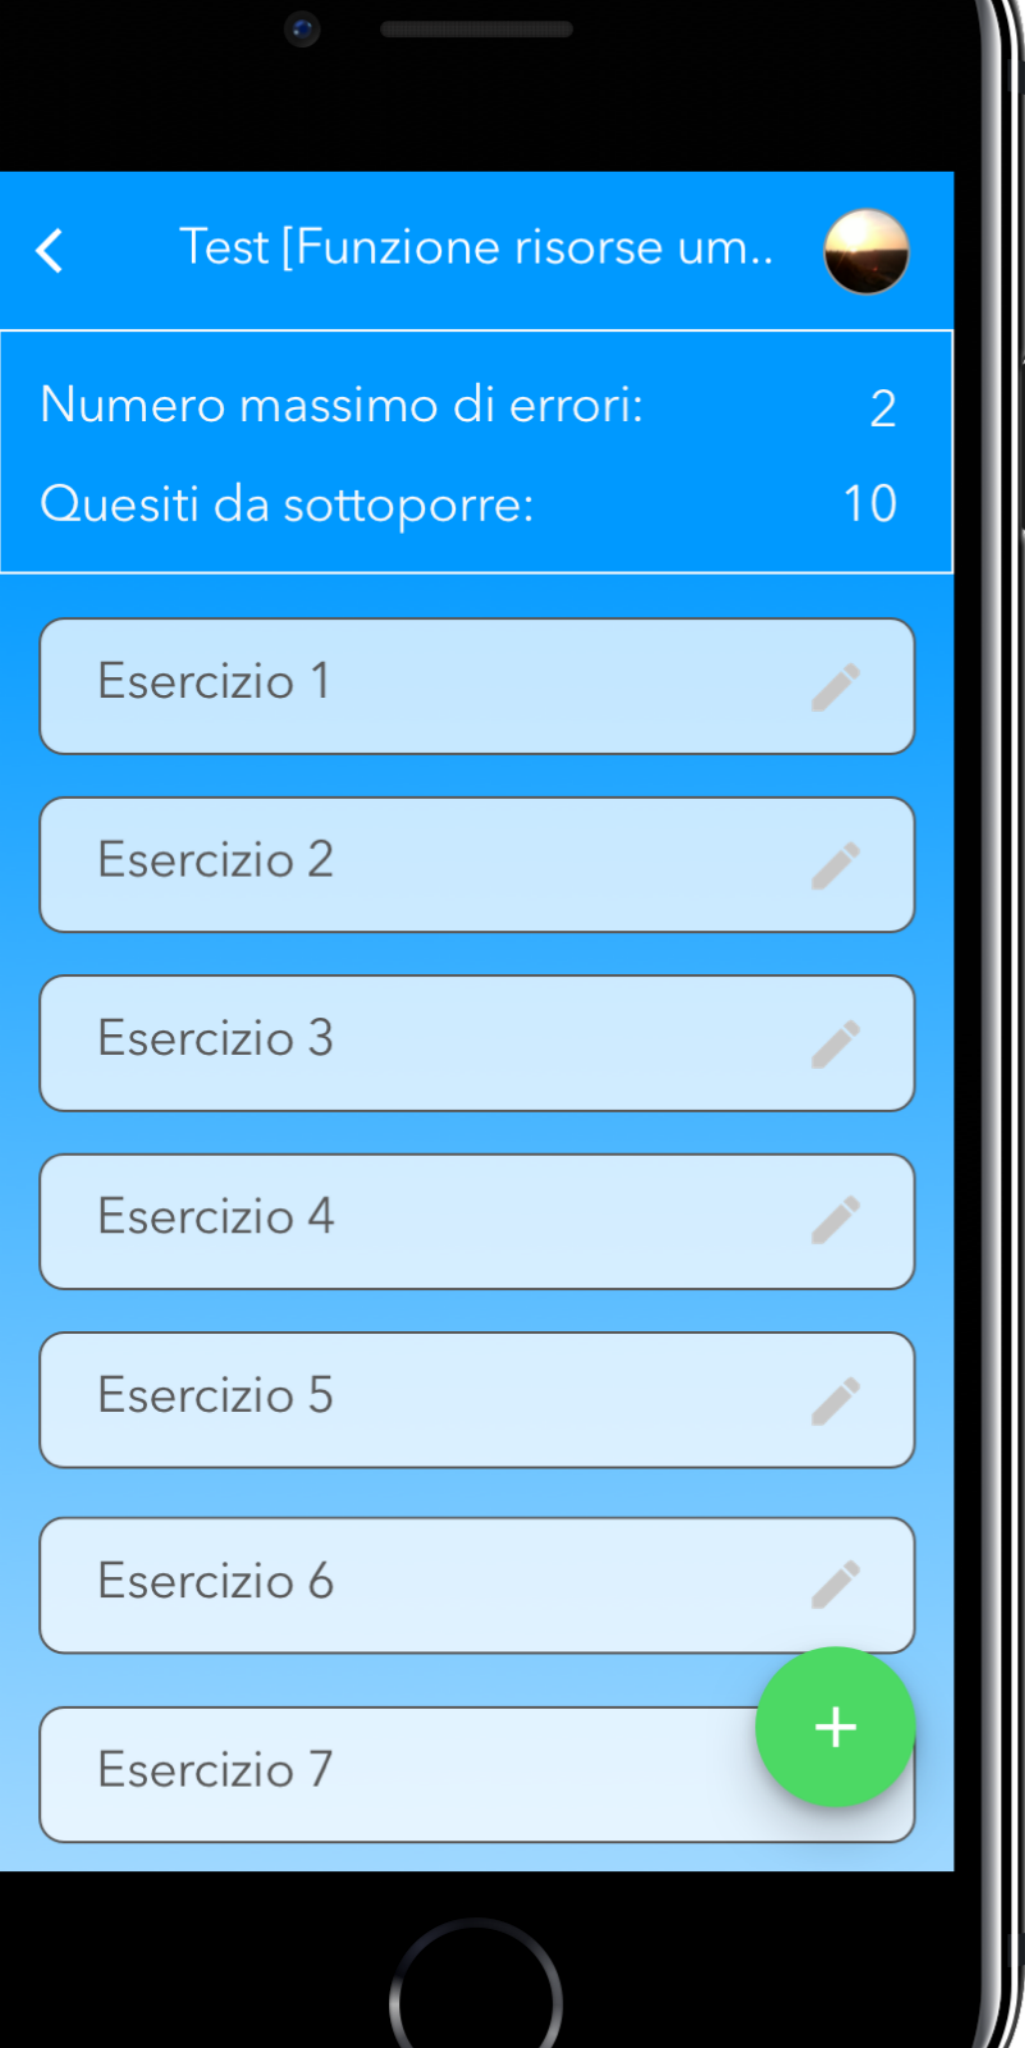 Test [Funzione risorse um..
Numero massimo di errori: 2
Quesiti da sottoporre: 10
Esercizio 1
Esercizio 2
Esercizio 3
Esercizio 4
Esercizio 5
Esercizio 6
Esercizio 7
+